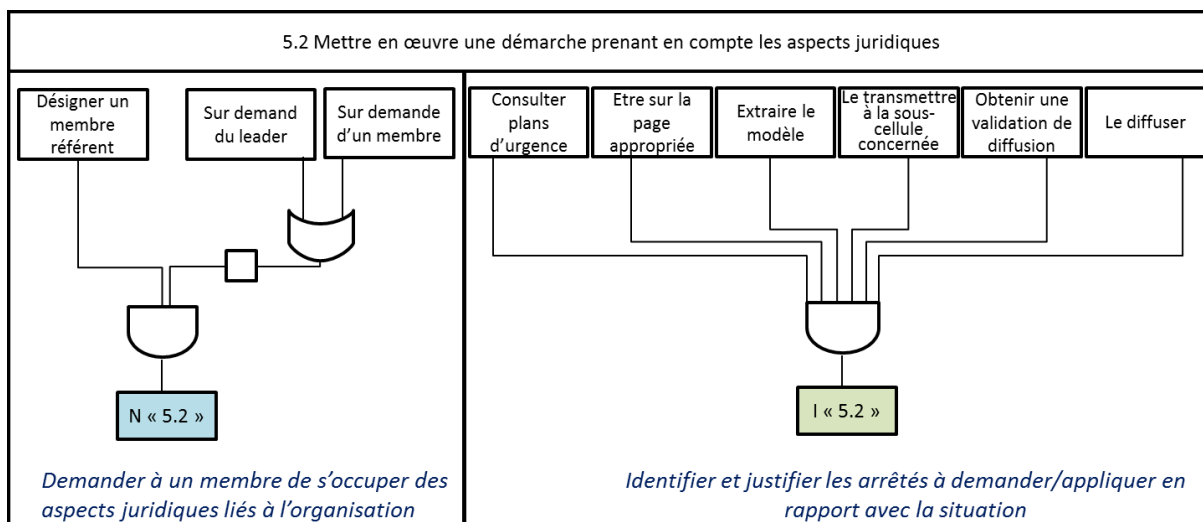 5.2 Mettre en œuvre une démarche prenant en compte les aspects juridiques
Désigner un
membre
référent
Sur demand
du leader
Sur demande
d’un membre
Consulter
plans
d’urgence
Etre sur la
page
appropriée
Extraire le
modèle
Le transmettre
à la sous-
cellule
concernée
Obtenir une
validation de
diffusion
Le diffuser
N « 5.2 »
I « 5.2 »
Demander à un membre de s’occuper des
aspects juridiques liés à l’organisation
Identifier et justifier les arrêtés à demander/appliquer en
rapport avec la situation